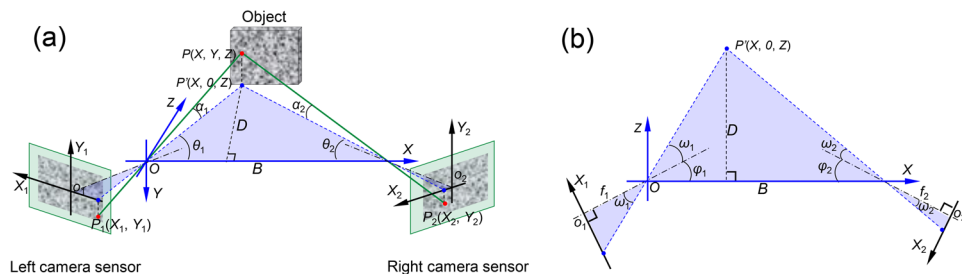 (a)
Object
P(X, Y, Z)
P'(X, 0, Z)
Z
α₁
α₂
D
θ₁
θ₂
Y₁
Y₂
X₁
O
B
X
Y
o₁
X₂
o₂
P₁(X₁, Y₁)
P₂(X₂, Y₂)
Left camera sensor
Right camera sensor
(b)
P'(X, 0, Z)
Z
D
ω₁
ω₂
φ₁
φ₂
X
X₁
f₁
O
B
f₂
ω₁
ω₂
o₁
o₂
X₂